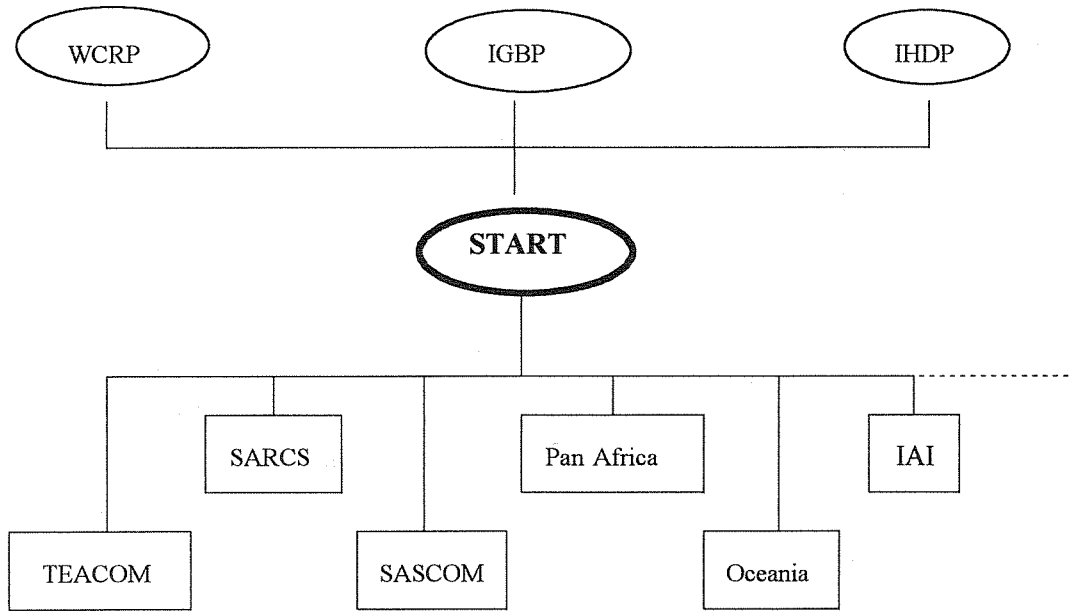 WCRP
IGBP
IHDP
START
SARCS
Pan Africa
IAI
TEACOM
SASCOM
Oceania